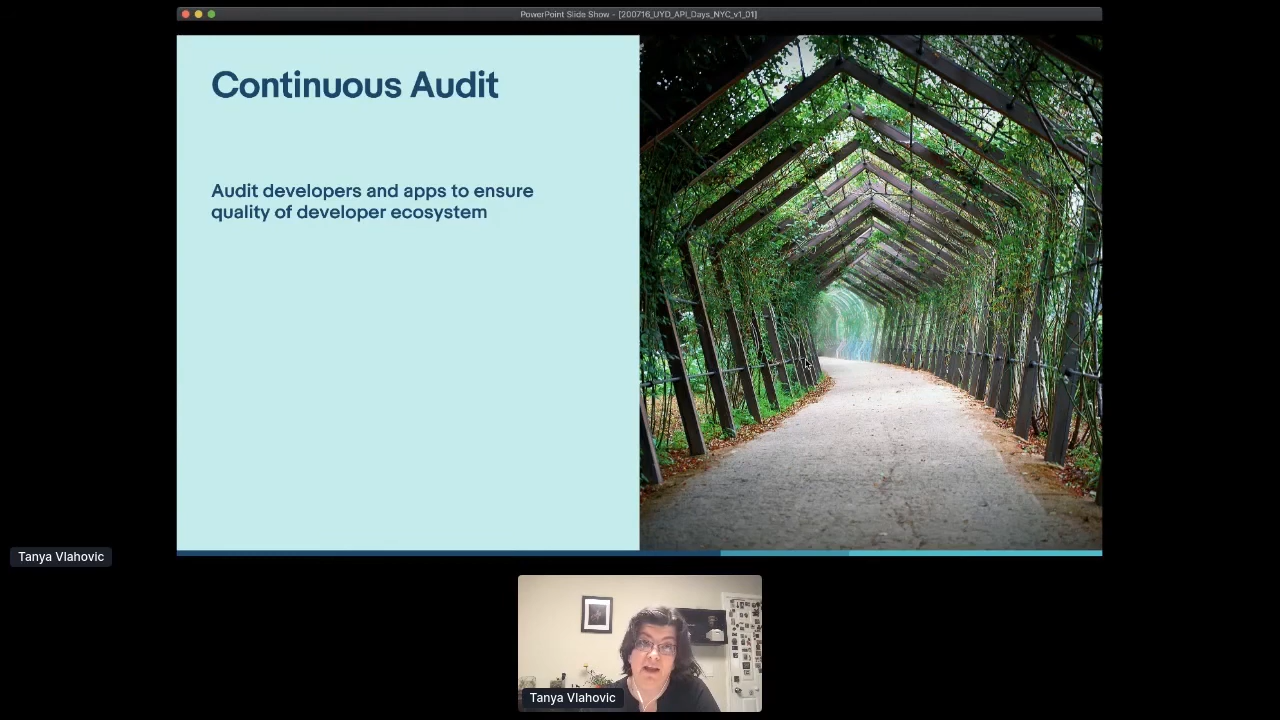 PowerPoint Slide Show - [200716_UYD_API_Days_NYC_v1_01]
Continuous Audit
Audit developers and apps to ensure
quality of developer ecosystem
Tanya Vlahovic
Tanya Vlahovic